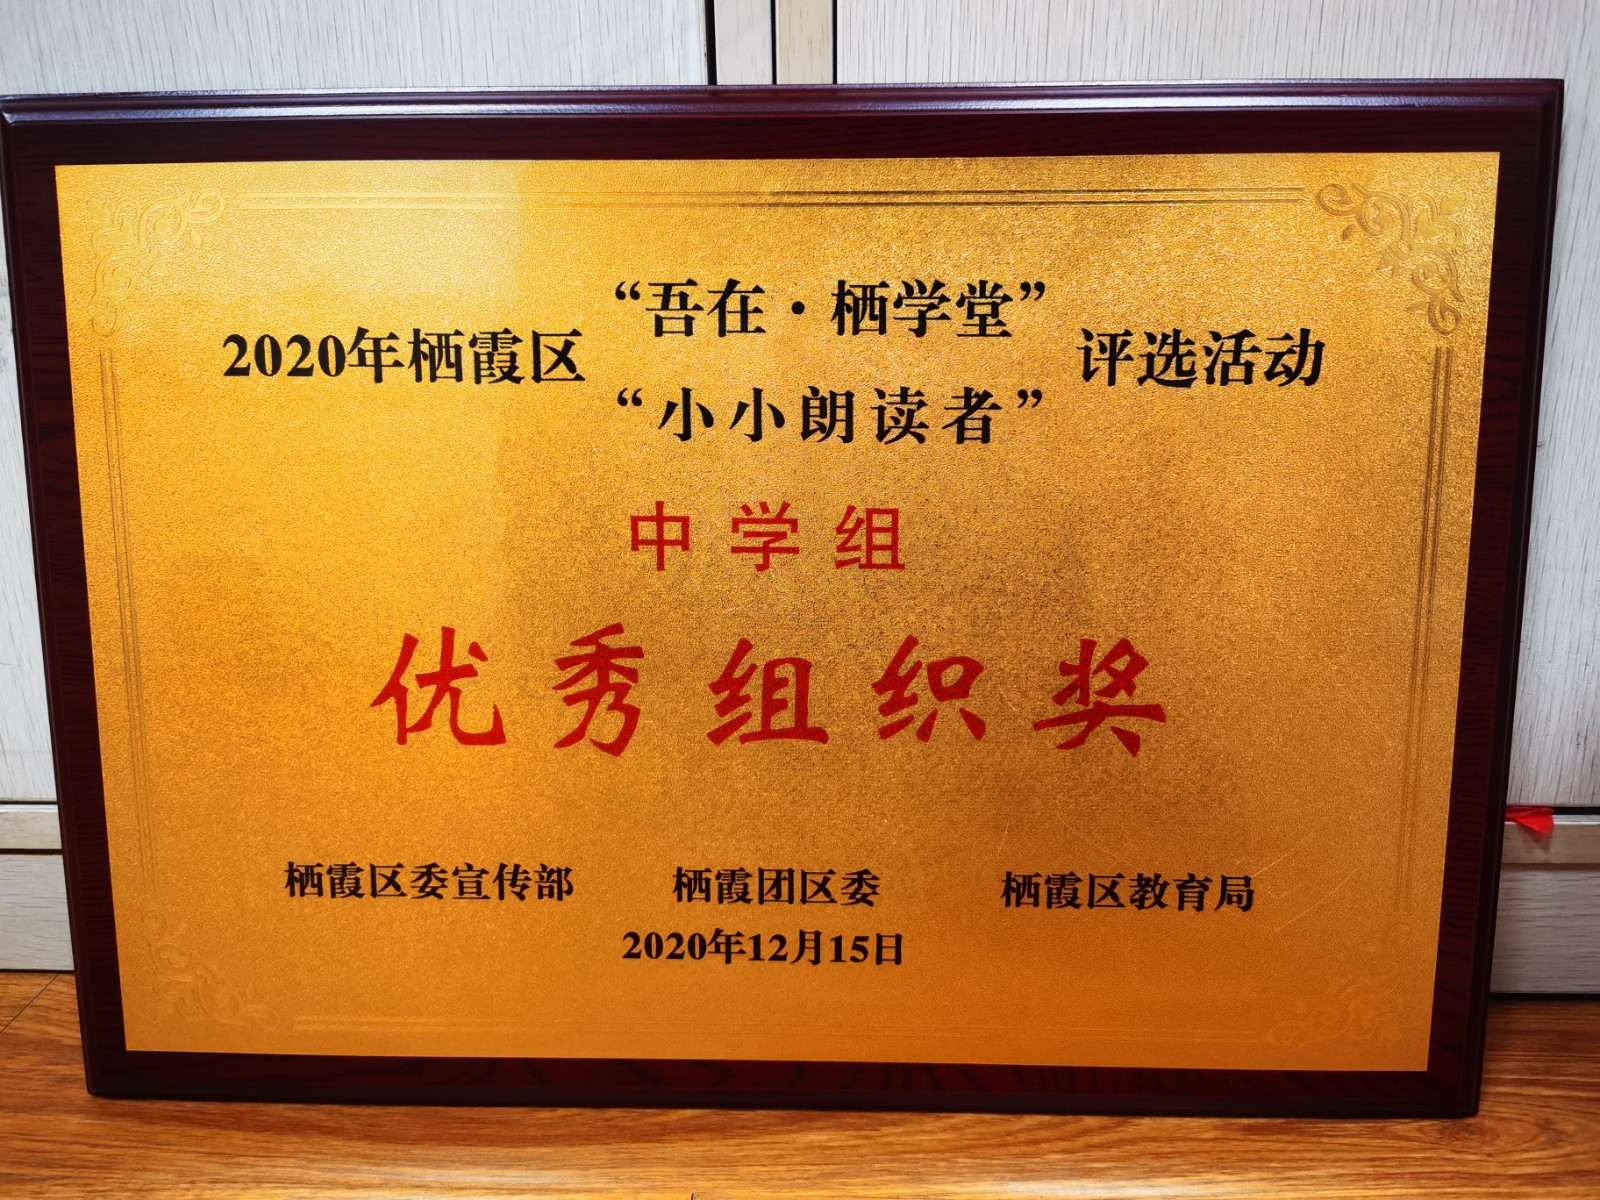 “吾在·栖学堂”
2020年栖霞区 评选活动
“小小朗读者”
中学组
优秀组织奖
栖霞区委宣传部 栖霞团区委 栖霞区教育局
2020年12月15日